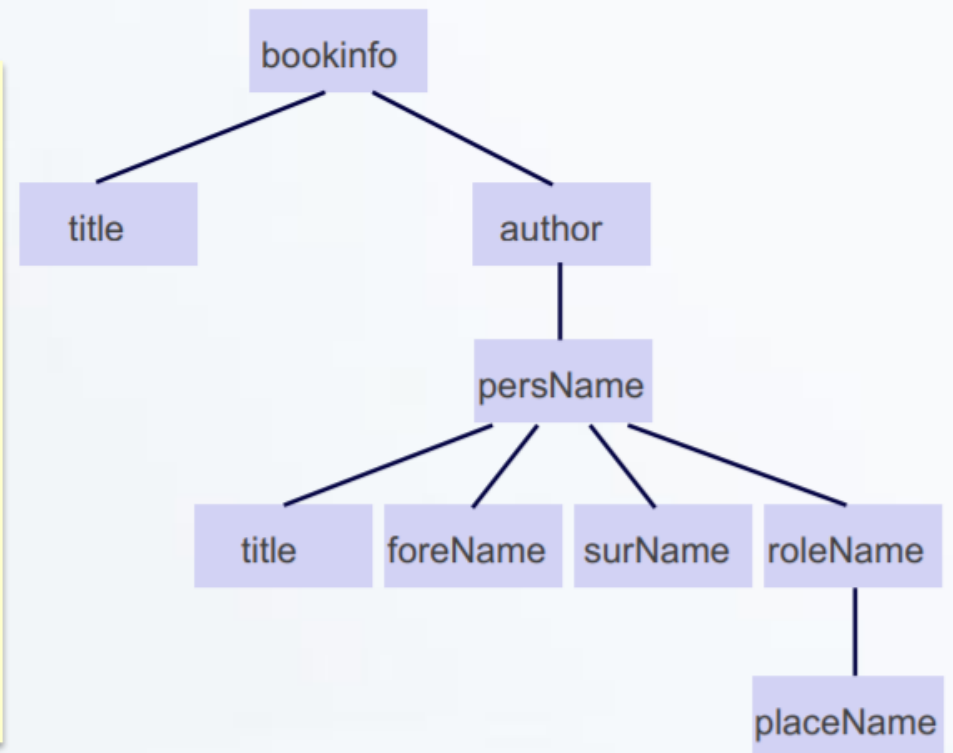 bookinfo
title
author
persName
title
foreName
surName
roleName
placeName